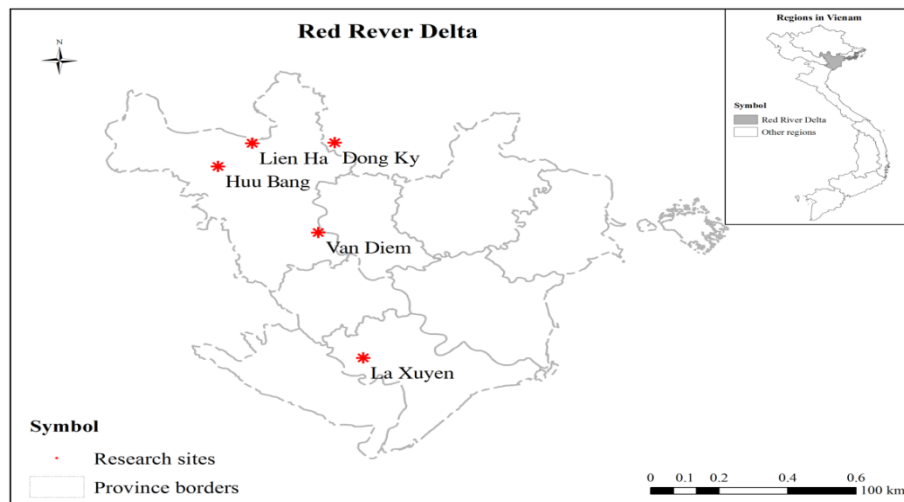 Red Rever Delta
N
Regions in Vienam
Symbol
Red River Delta
Other regions
Lien Ha
Dong Ky
Huu Bang
Van Diem
La Xuyen
Symbol
Research sites
Province borders
0 0.1 0.2 0.4 0.6
100 km